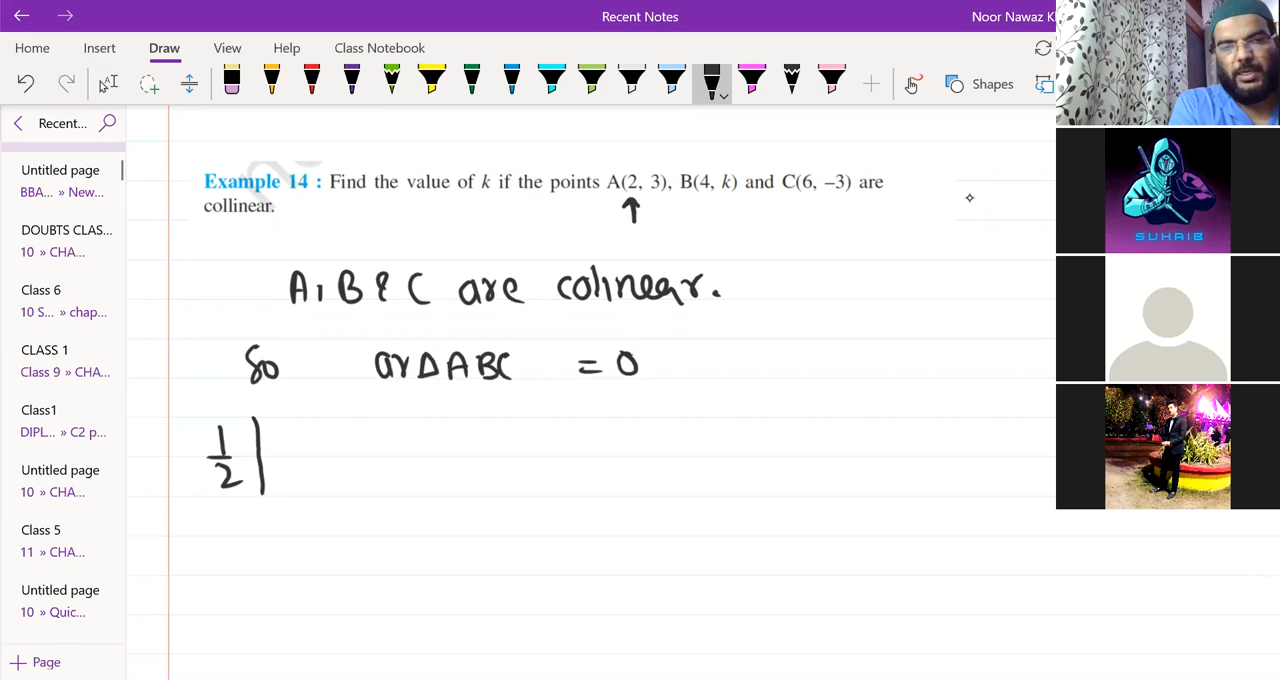 Recent Notes
Noor Nawaz K
Home Insert Draw View Help Class Notebook
Shapes
Recent...
Untitled page
BBA... » New...
DOUBTS CLAS...
10 » CHA...
Class 6
10 S... » chap...
CLASS 1
Class 9 » CHA...
Class1
DIPL... » C2 p...
Untitled page
10 » CHA...
Class 5
11 » CHA...
Untitled page
10 » Quic...
Page
Example 14 : Find the value of k if the points A(2, 3), B(4, k) and C(6, –3) are
collinear.
A, B & C are colinear.
So ar Δ ABC = 0
1/2 |
SUHAIB